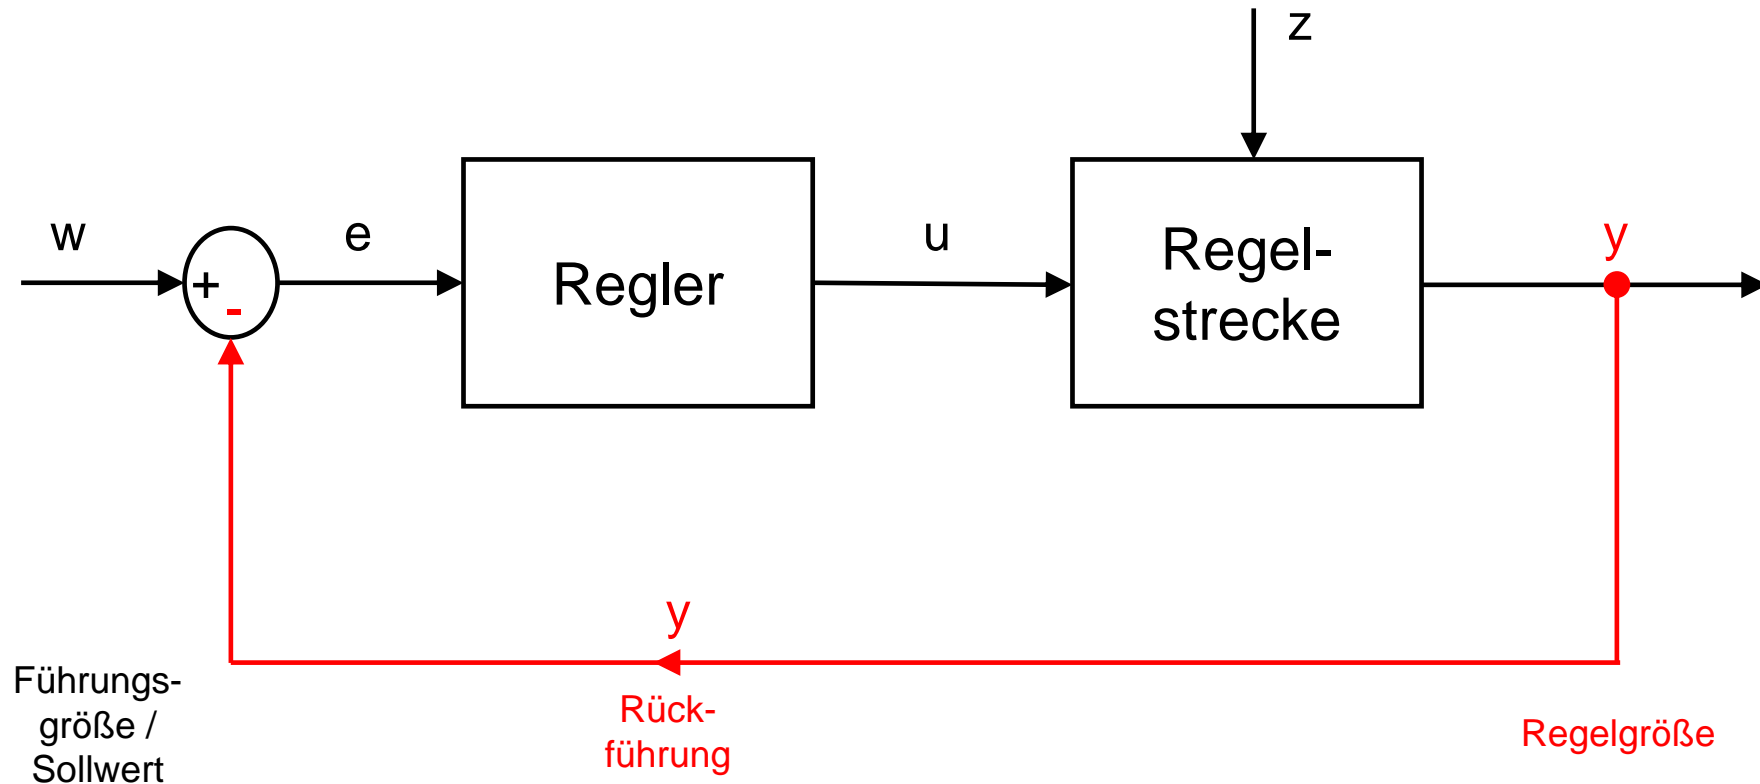 z
w
e
u
y
+
-
Regler
Regel-
strecke
y
Führungs-
größe /
Sollwert
Rück-
führung
Regelgröße